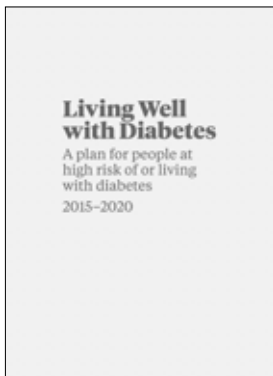 Living Well
with Diabetes
A plan for people at
high risk of or living
with diabetes
2015–2020